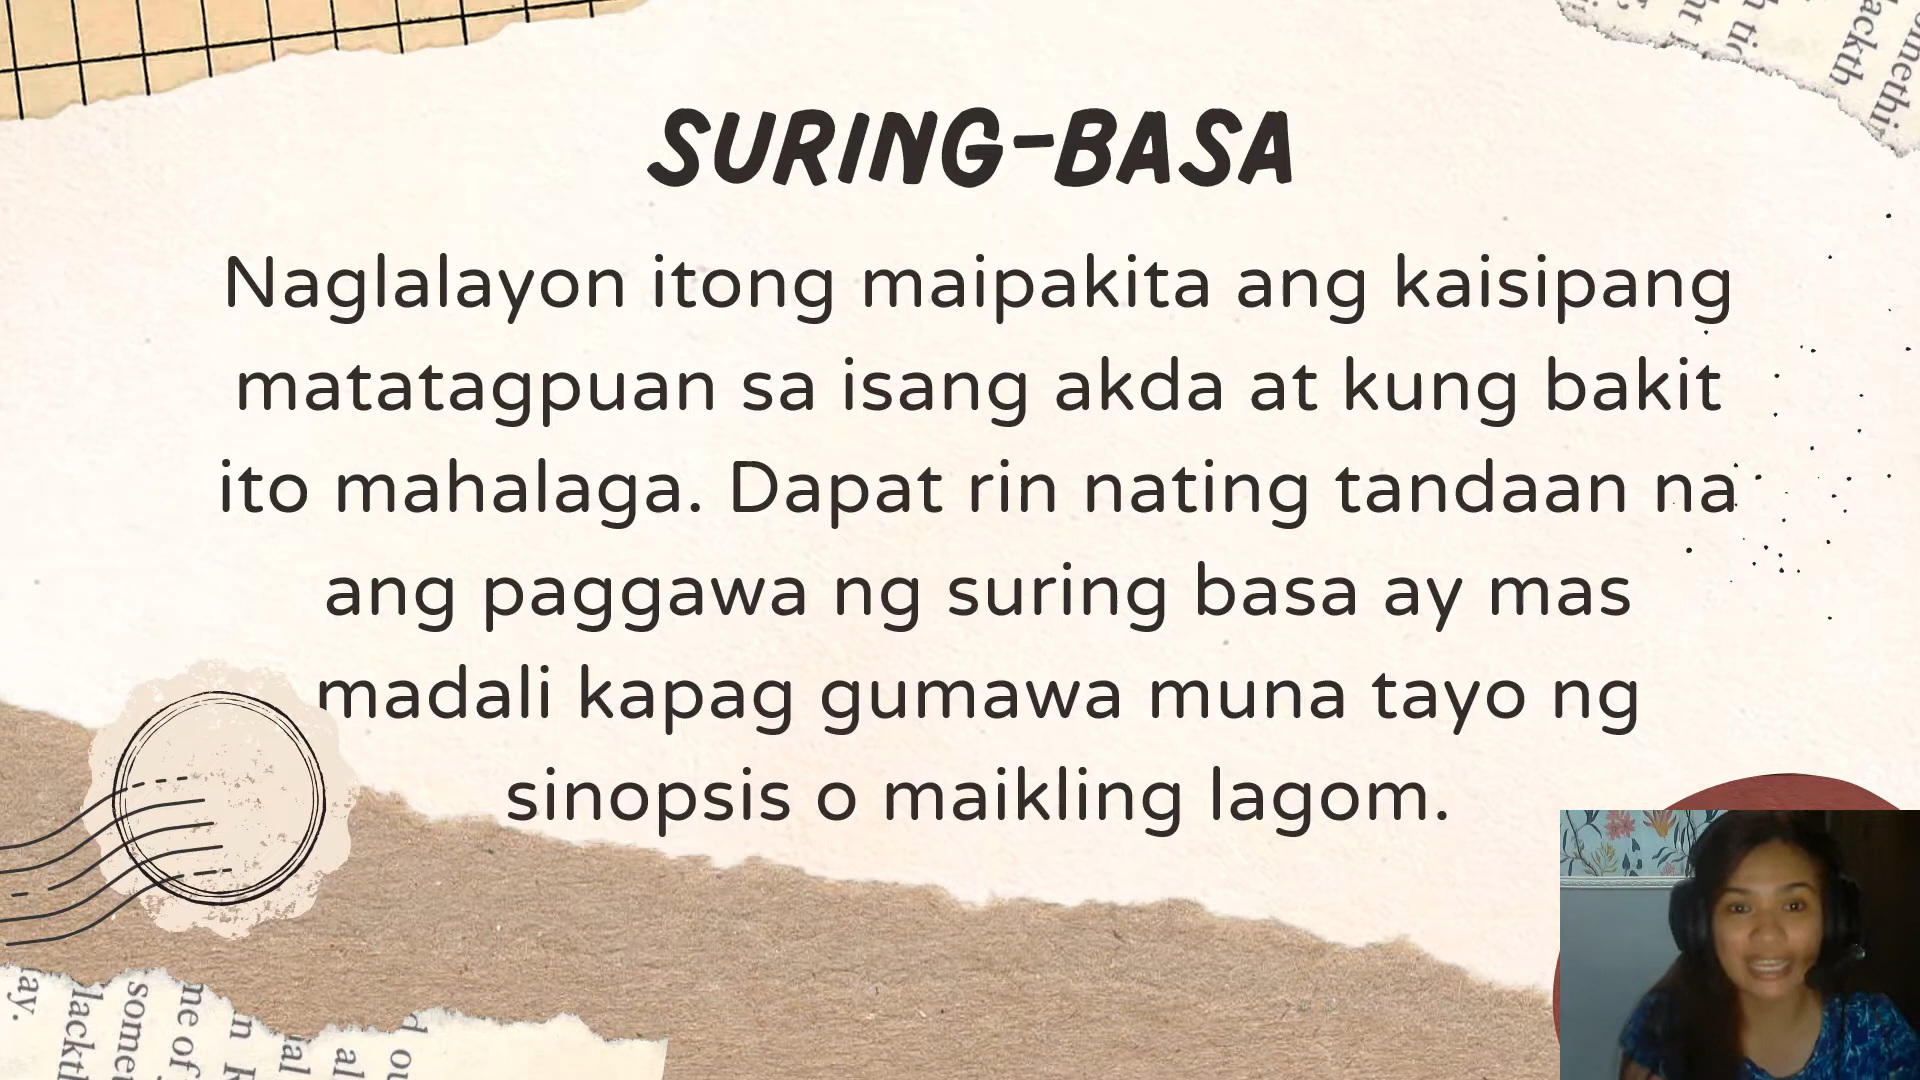 SURING-BASA
Naglalayon itong maipakita ang kaisipang
matatagpuan sa isang akda at kung bakit
ito mahalaga. Dapat rin nating tandaan na
ang paggawa ng suring basa ay mas
madali kapag gumawa muna tayo ng
sinopsis o maikling lagom.